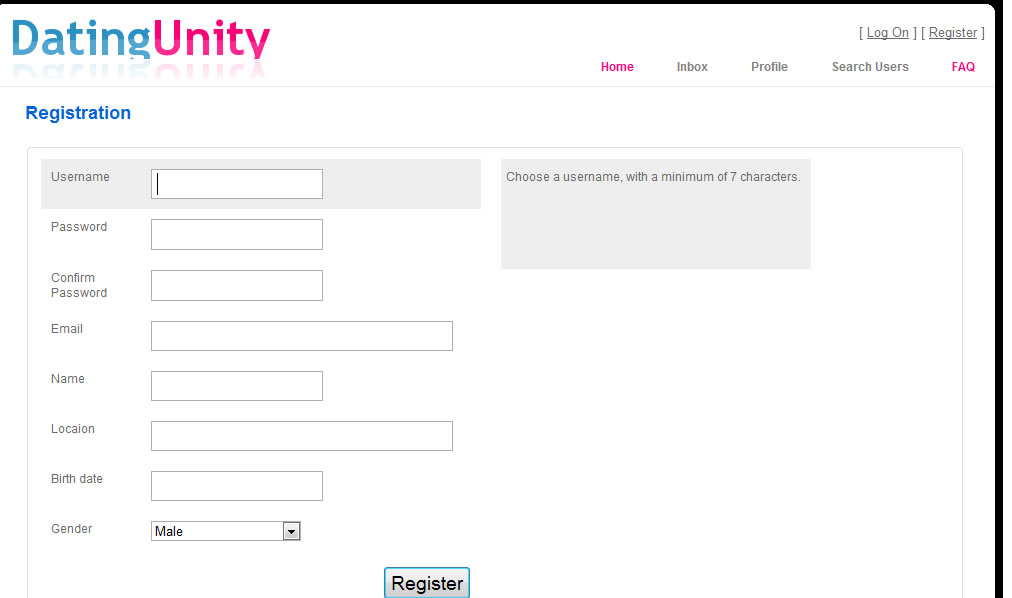 DatingUnity
[ Log On ] [ Register ]
Home Inbox Profile Search Users FAQ
Registration
Username
Choose a username, with a minimum of 7 characters.
Password
Confirm
Password
Email
Name
Locaion
Birth date
Gender
Male
Register